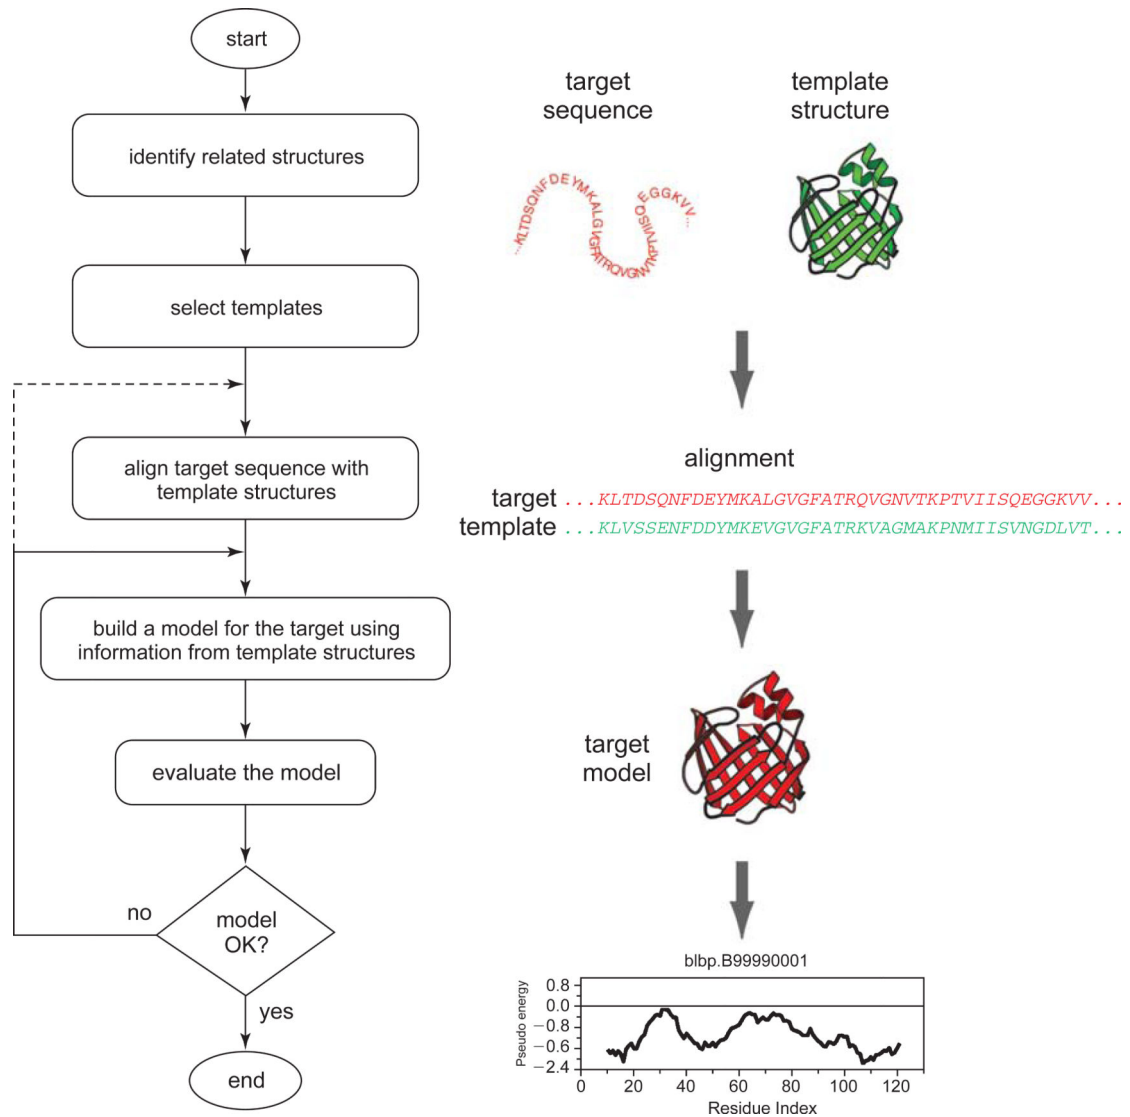 start
identify related structures
select templates
align target sequence with
template structures
build a model for the target using
information from template structures
evaluate the model
no
model
OK?
yes
end
target
sequence
template
structure
...KLTDSQNFDEYMKALGVGFATRQVGNVTKPTVIISQEGGKVV...
alignment
target ...KLTDSQNFDEYMKALGVGFATRQVGNVTKPTVIISQEGGKVV...
template ...KLVSSENFDDYMKEVGVGFATRKVAGMAKPNMIISVNGDLVT...
target
model
blbp.B99990001
Pseudo energy
0.8
0.0
−0.8
−0.6
−2.4
0 20 40 60 80 100 120
Residue Index